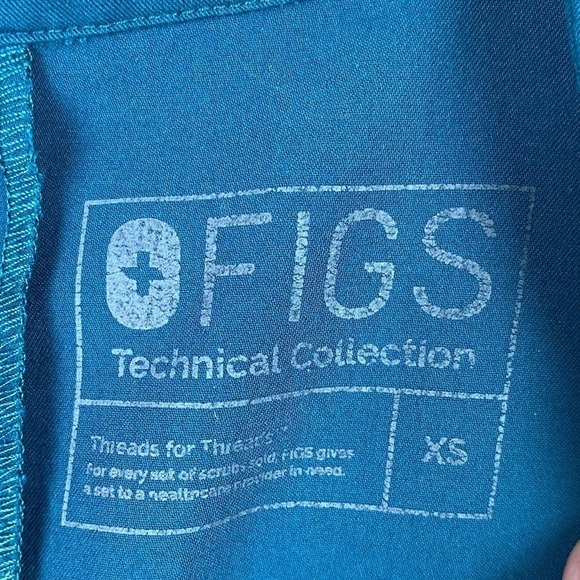 FIGS
Technical Collection
Threads for Threads™
For every set of scrubs sold, FIGS gives
a set to a healthcare provider in need.
XS